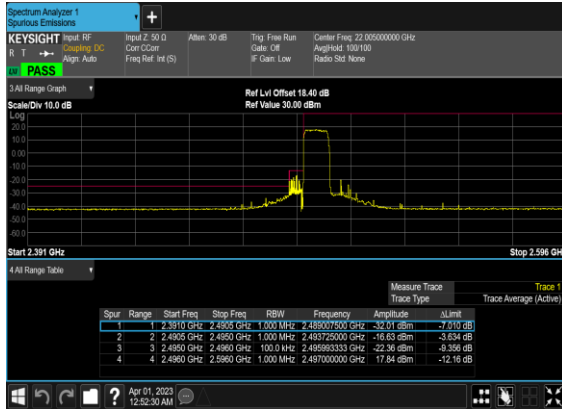 Spectrum Analyzer 1
Spurious Emissions
+
KEYSIGHT Input: RF Input Z: 50 Ω Atten: 30 dB Trig: Free Run Center Freq: 22.005000000 GHz
R T Coupling: DC Corr CCorr Gate: Off Avg|Hold: 100/100
Align: Auto Freq Ref: Int (S) IF Gain: Low Radio Std: None
PASS
3 All Range Graph Ref Lvl Offset 18.40 dB
Scale/Div 10.0 dB Ref Value 30.00 dBm
Log
20.0
10.0
0.00
-10.0
-20.0
-30.0
-40.0
-50.0
-60.0
Start 2.391 GHz Stop 2.596 GH
4 All Range Table
Measure Trace Trace 1
Trace Type Trace Average (Active)
Spur Range Start Freq Stop Freq RBW Frequency Amplitude ΔLimit
1 1 2.3910 GHz 2.4905 GHz 1.000 MHz 2.489007500 GHz -32.01 dBm -7.010 dB
2 2 2.4905 GHz 2.4950 GHz 1.000 MHz 2.493725000 GHz -16.63 dBm -3.634 dB
3 3 2.4950 GHz 2.4960 GHz 100.0 kHz 2.495993333 GHz -22.36 dBm -9.356 dB
4 4 2.4960 GHz 2.5960 GHz 1.000 MHz 2.497000000 GHz 17.84 dBm -12.16 dB
? Apr 01, 2023
12:52:30 AM